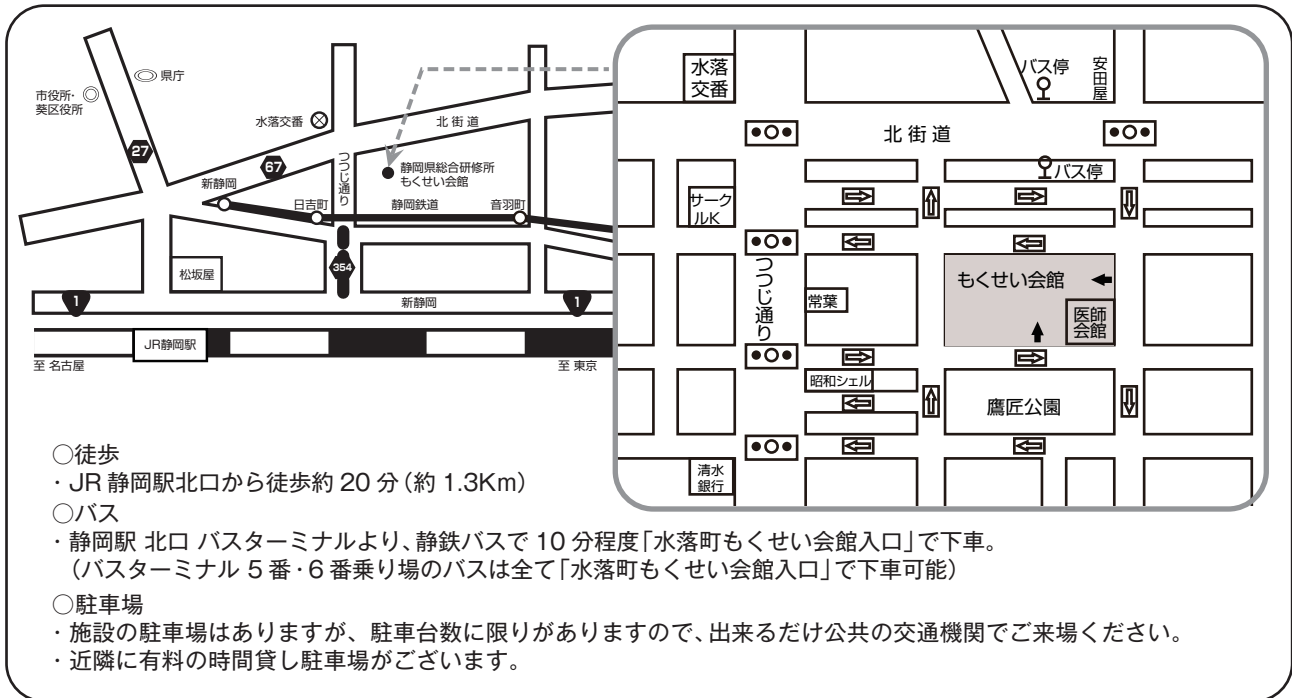 県庁
市役所・
葵区役所
27
水落交番
67
北街道
つつじ通り
静岡県総合研修所
もくせい会館
新静岡
日吉町
静岡鉄道
音羽町
354
松坂屋
1
新静岡
1
JR静岡駅
至 名古屋
至 東京
水落
交番
バス停
安田屋
北街道
バス停
サー
クルK
つつじ通り
もくせい会館
常葉
医師
会館
昭和シェル
鷹匠公園
清水
銀行
○徒歩
・JR 静岡駅北口から徒歩約 20 分(約 1.3Km)
○バス
・静岡駅 北口 バスターミナルより、静鉄バスで 10 分程度「水落町もくせい会館入口」で下車。
(バスターミナル 5 番・6 番乗り場のバスは全て「水落町もくせい会館入口」で下車可能)
○駐車場
・施設の駐車場はありますが、駐車台数に限りがありますので、出来るだけ公共の交通機関でご来場ください。
・近隣に有料の時間貸し駐車場がございます。